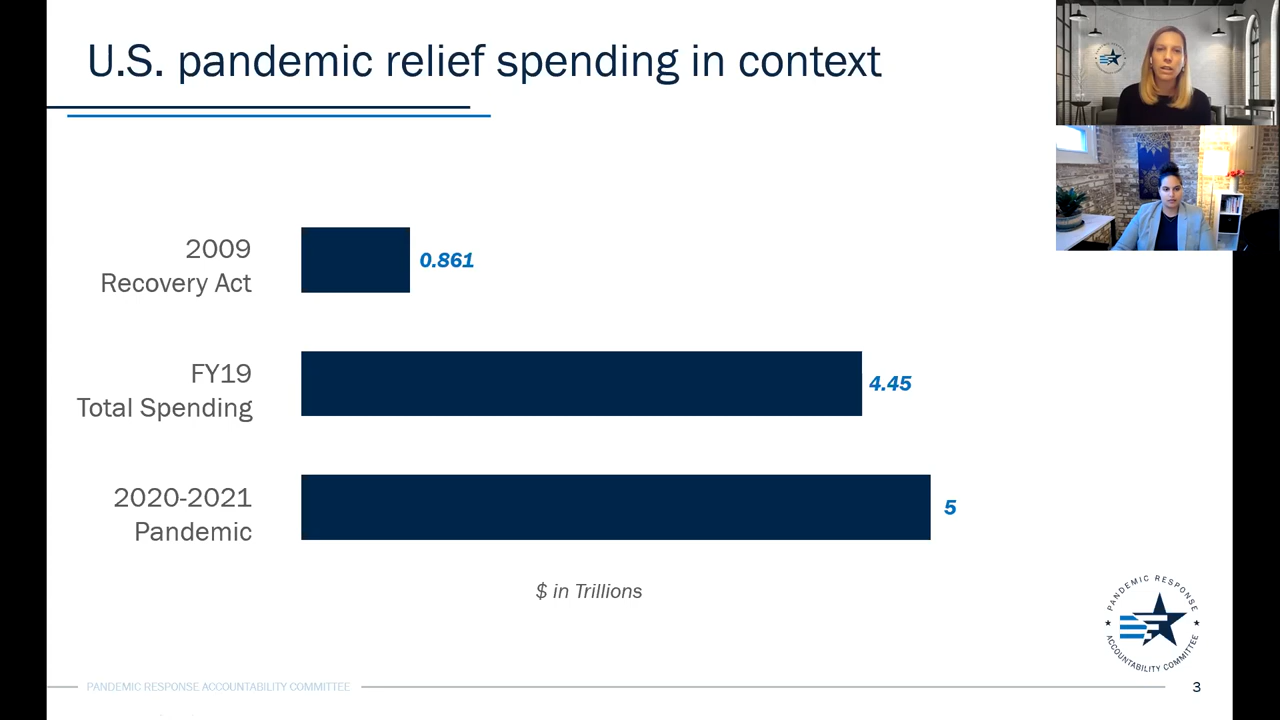 U.S. pandemic relief spending in context
2009
Recovery Act
0.861
FY19
Total Spending
4.45
2020-2021
Pandemic
5
$ in Trillions
PANDEMIC RESPONSE
ACCOUNTABILITY COMMITTEE
PANDEMIC RESPONSE ACCOUNTABILITY COMMITTEE
3